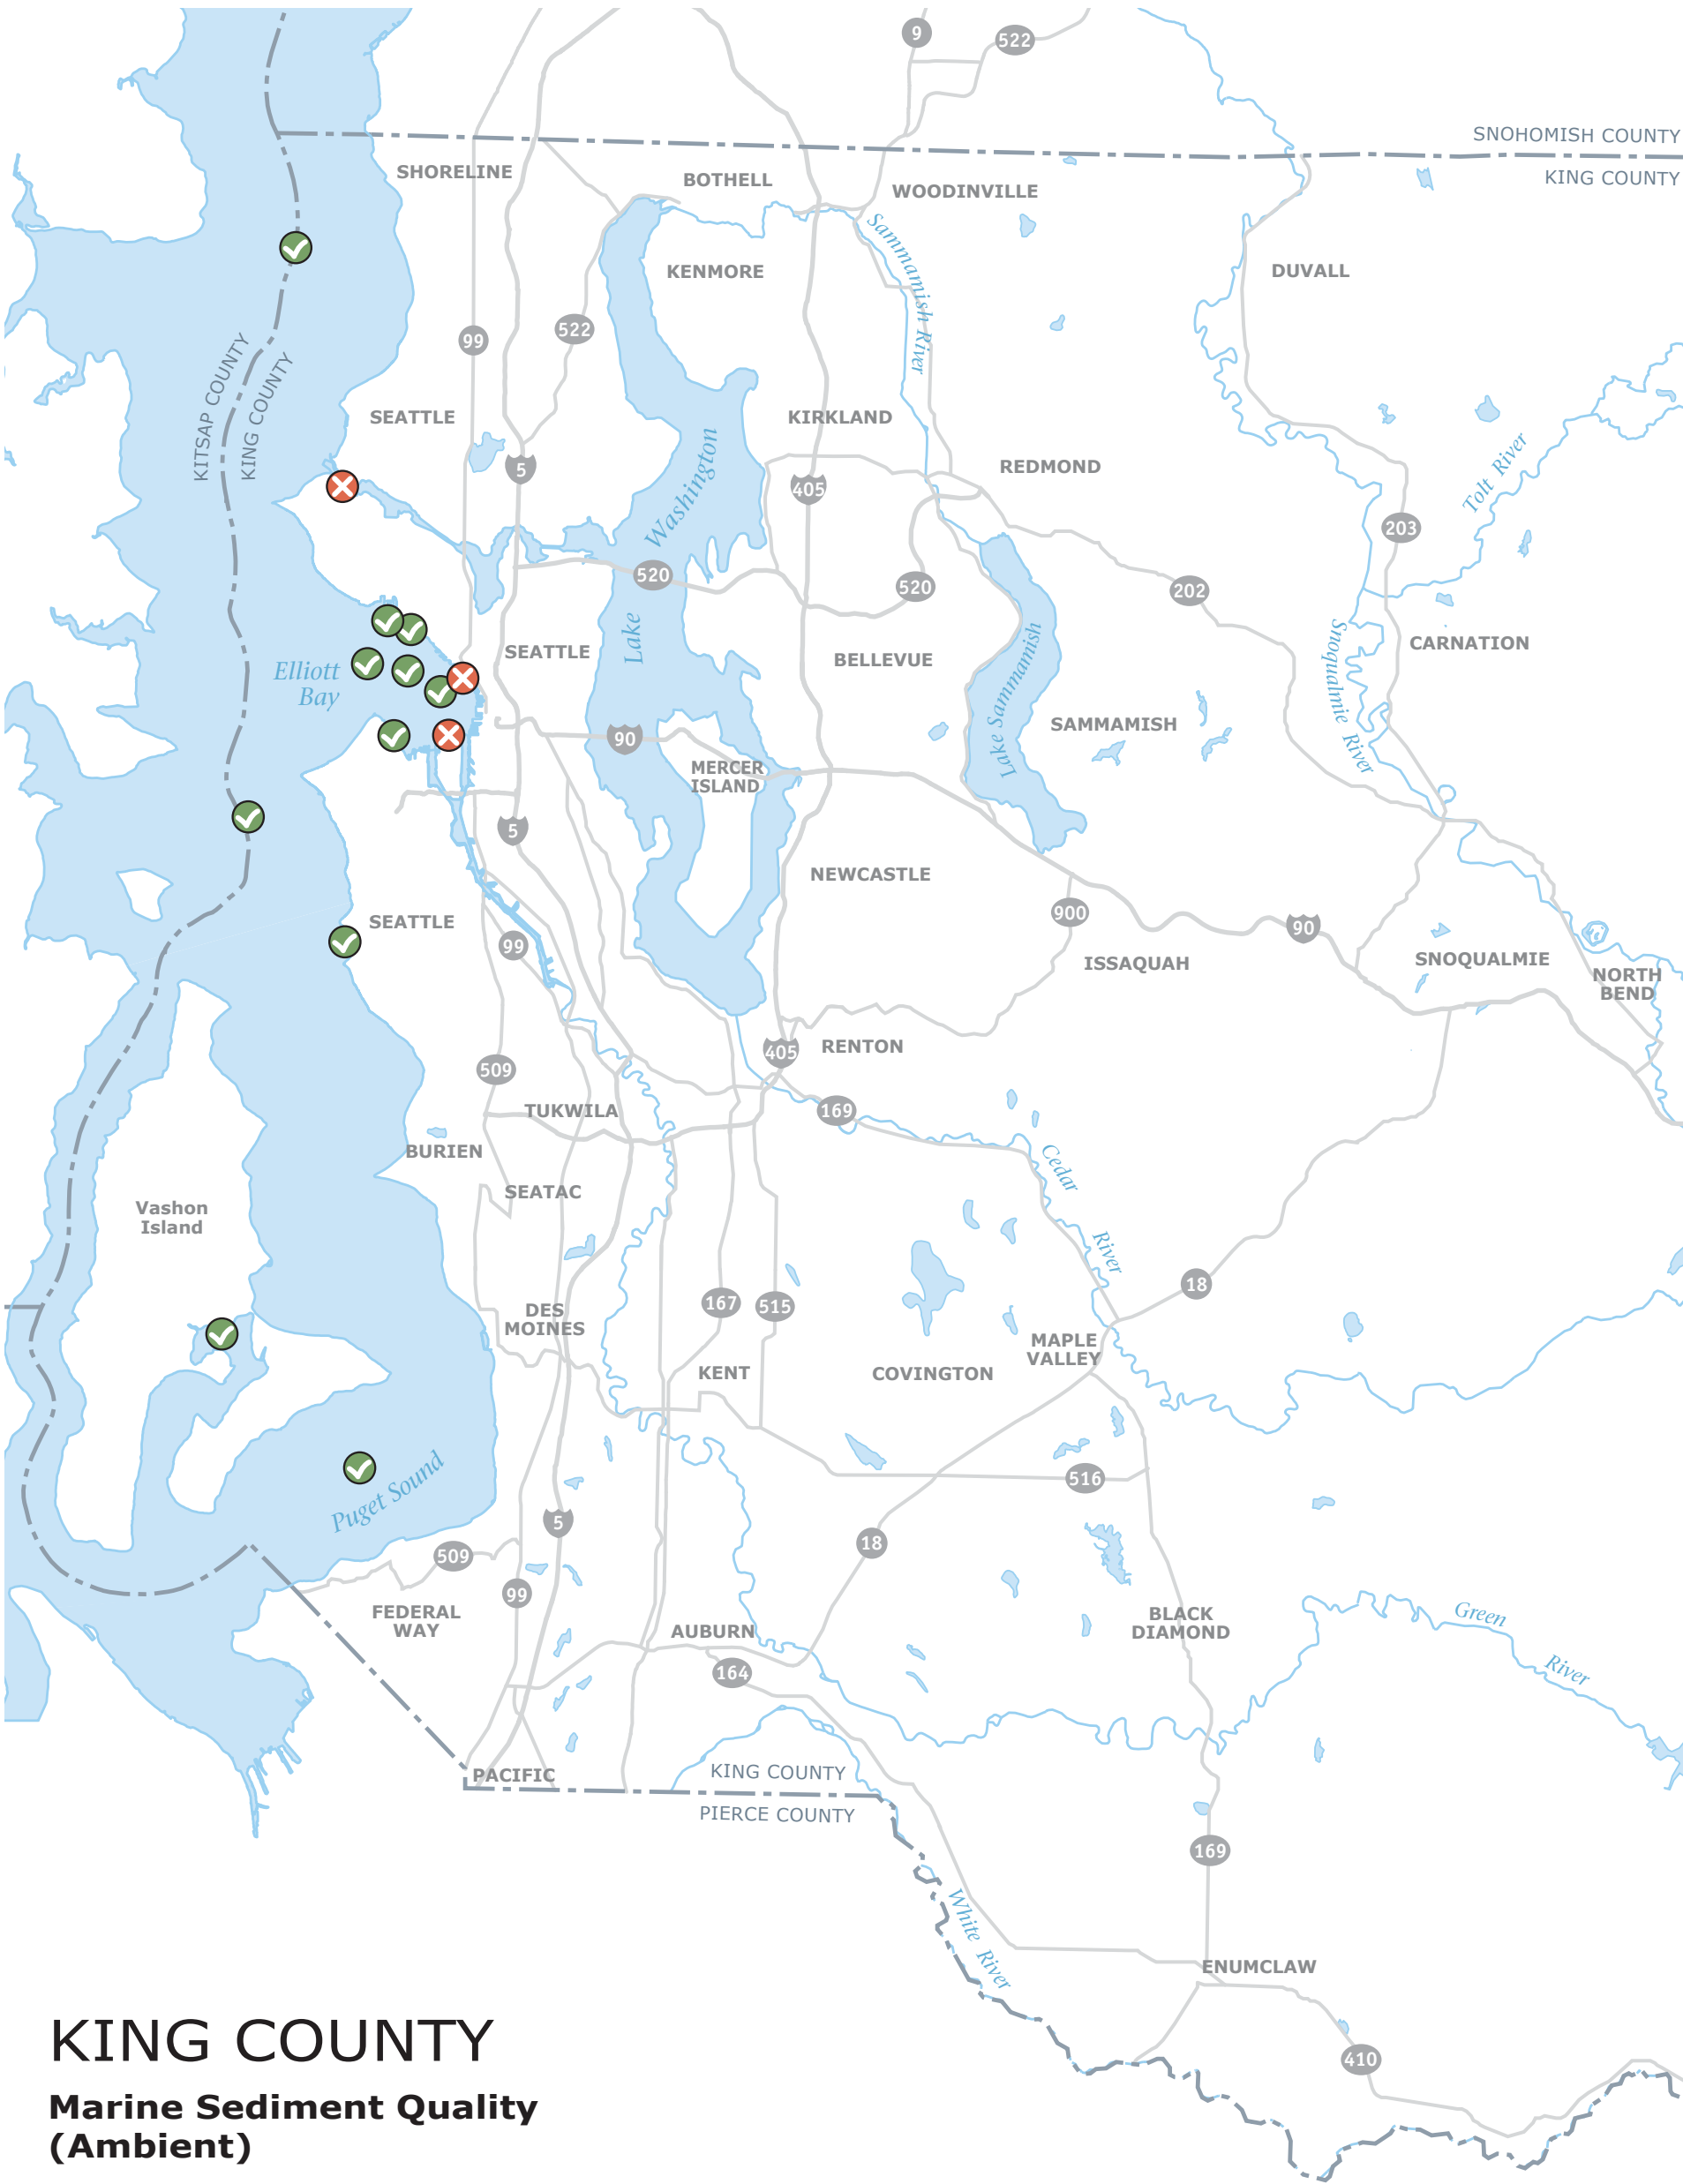 9
522
SNOHOMISH COUNTY
KING COUNTY
SHORELINE
BOTHELL
WOODINVILLE
Sammamish River
KENMORE
DUVALL
99
522
KITSAP COUNTY
KING COUNTY
SEATTLE
KIRKLAND
5
405
REDMOND
Tolt River
203
Lake Washington
520
520
202
SEATTLE
BELLEVUE
CARNATION
Elliott
Bay
Lake Sammamish
Snoqualmie River
SAMMAMISH
90
MERCER
ISLAND
5
NEWCASTLE
SEATTLE
99
900
90
ISSAQUAH
SNOQUALMIE
NORTH
BEND
405
RENTON
509
TUKWILA
169
BURIEN
Cedar River
SEATAC
Vashon
Island
18
167
515
DES
MOINES
MAPLE
VALLEY
KENT
COVINGTON
Puget Sound
516
5
18
509
99
FEDERAL
WAY
AUBURN
BLACK
DIAMOND
Green River
164
PACIFIC
KING COUNTY
PIERCE COUNTY
169
White River
ENUMCLAW
410
KING COUNTY
Marine Sediment Quality
(Ambient)